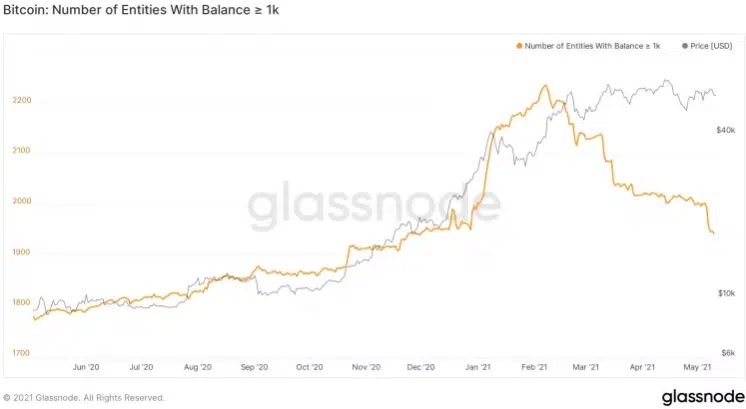 Bitcoin: Number of Entities With Balance ≥ 1k
Number of Entities With Balance ≥ 1k Price [USD]
2200
$40k
2100
2000
glassnode
1900
1800
$10k
1700
$6k
Jun '20 Jul '20 Aug '20 Sep '20 Oct '20 Nov '20 Dec '20 Jan '21 Feb '21 Mar '21 Apr '21 May '21
© 2021 Glassnode. All Rights Reserved.
glassnode